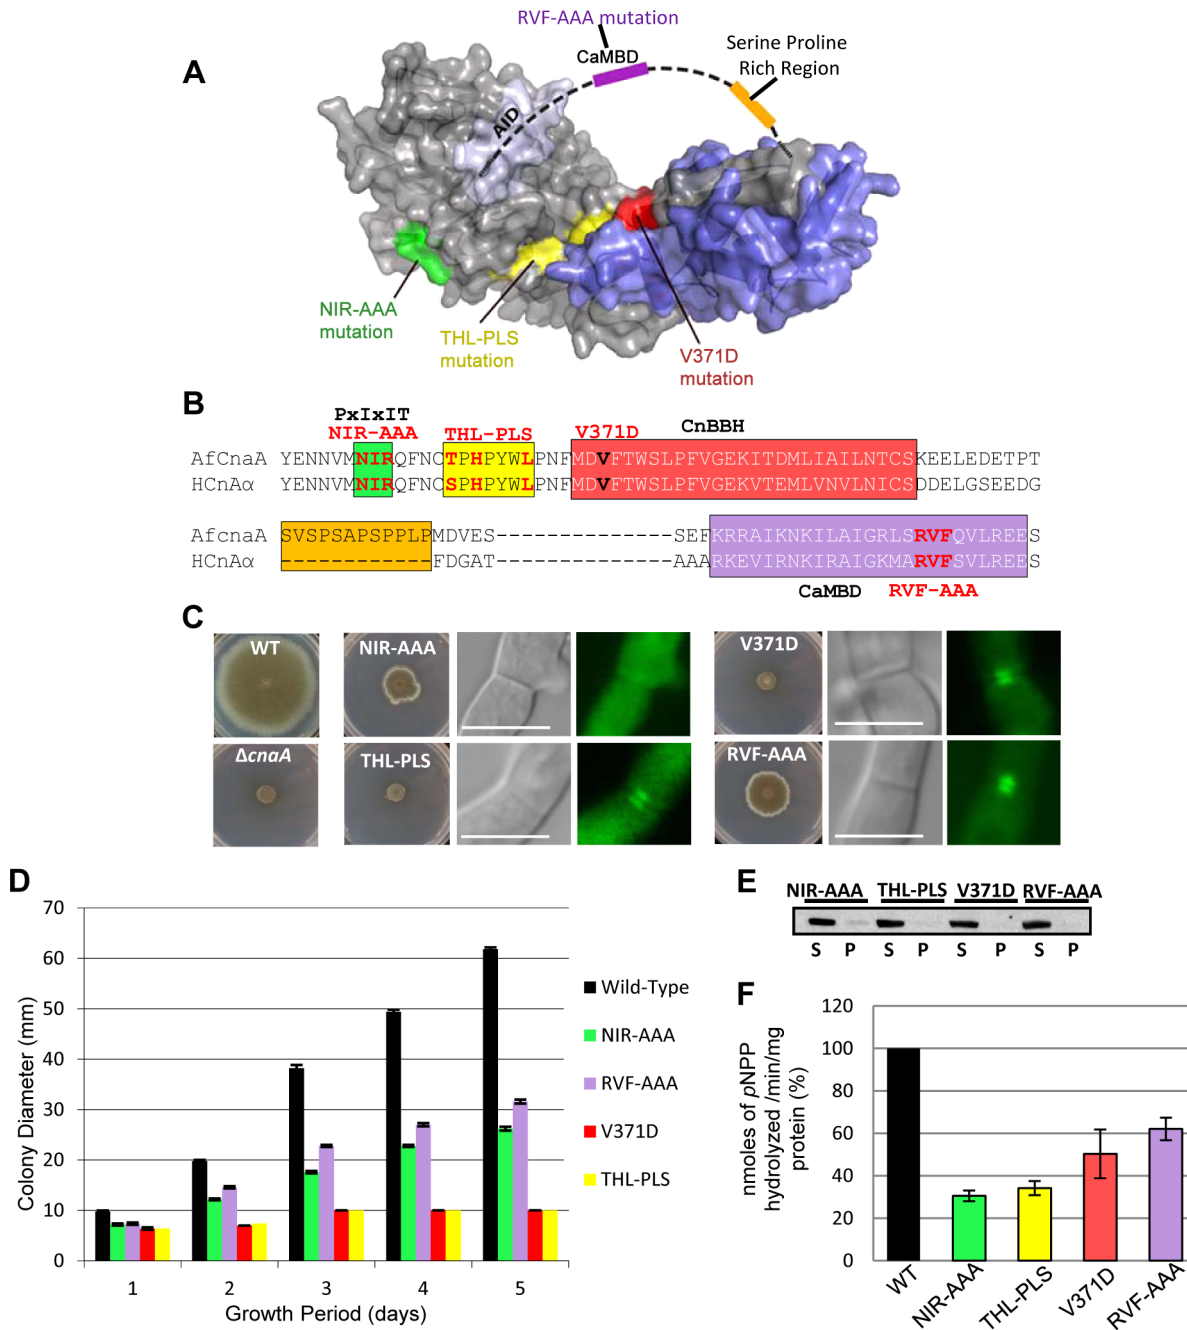 A
RVF-AAA mutation
CaMBD
Serine Proline
Rich Region
AID
NIR-AAA
mutation
THL-PLS
mutation
V371D
mutation
B
PxIxIT
NIR-AAA THL-PLS V371D CnBBH
AfCnaA YENNVMNIRQFNCTPHPYWLPNFMDVFTWSLPFVGEKITDMLIAILNTCSKEELEDETPT
HCnAα YENNVMNIRQFNCSPHPYWLPNFMDVFTWSLPFVGEKVTEMLVNVLNICSDDELGSEEDG
AfcnaA SVSPSAPSPPLPMDVES--------------SEFKRRAIKNKILAIGRLSRVFQVLREES
HCnAα ------------FDGAT--------------AAARKEVIRNKIRAIGKMARVFSVLREES
CaMBD RVF-AAA
C
WT
NIR-AAA
V371D
ΔcnaA
THL-PLS
RVF-AAA
D
Colony Diameter (mm)
70
60
50
40
30
20
10
0
1 2 3 4 5
Growth Period (days)
Wild-Type
NIR-AAA
RVF-AAA
V371D
THL-PLS
E
NIR-AAA THL-PLS V371D RVF-AAA
S P S P S P S P
F
nmoles of pNPP
hydrolyzed /min/mg
protein (%)
120
100
80
60
40
20
0
WT
NIR-AAA
THL-PLS
V371D
RVF-AAA